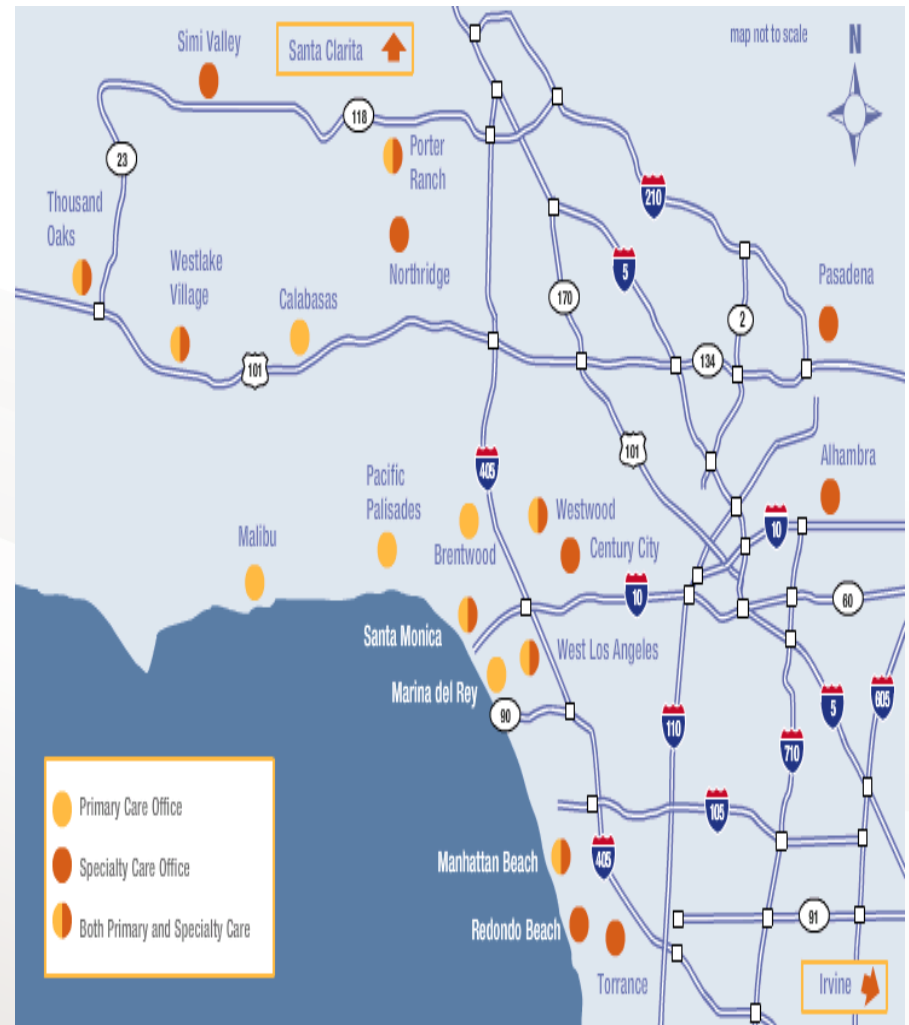 Simi Valley
Santa Clarita
map not to scale
N
118
23
Porter
Ranch
210
Thousand
Oaks
Westlake
Village
Northridge
Calabasas
5
170
2
Pasadena
101
134
101
405
Pacific
Palisades
Alhambra
Malibu
Westwood
Brentwood
Century City
10
10
60
Santa Monica
West Los Angeles
Marina del Rey
90
110
5
605
710
Primary Care Office
Specialty Care Office
Both Primary and Specialty Care
105
Manhattan Beach
405
Redondo Beach
91
Torrance
Irvine